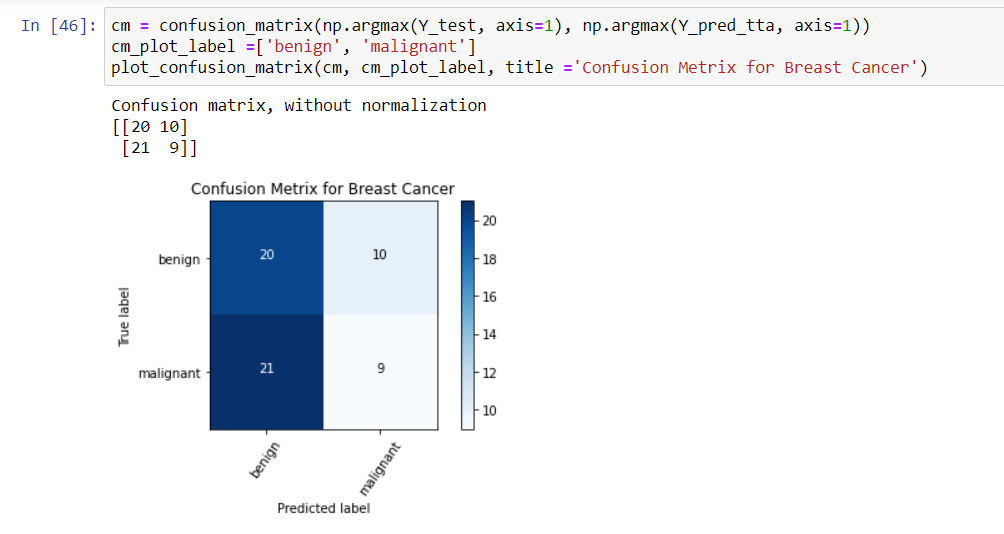 In [46]: cm = confusion_matrix(np.argmax(Y_test, axis=1), np.argmax(Y_pred_tta, axis=1))
cm_plot_label =['benign', 'malignant']
plot_confusion_matrix(cm, cm_plot_label, title ='Confusion Metrix for Breast Cancer')
Confusion matrix, without normalization
[[20 10]
 [21  9]]
Confusion Metrix for Breast Cancer
True label
benign
malignant
20 10
21 9
20
18
16
14
12
10
benign
malignant
Predicted label